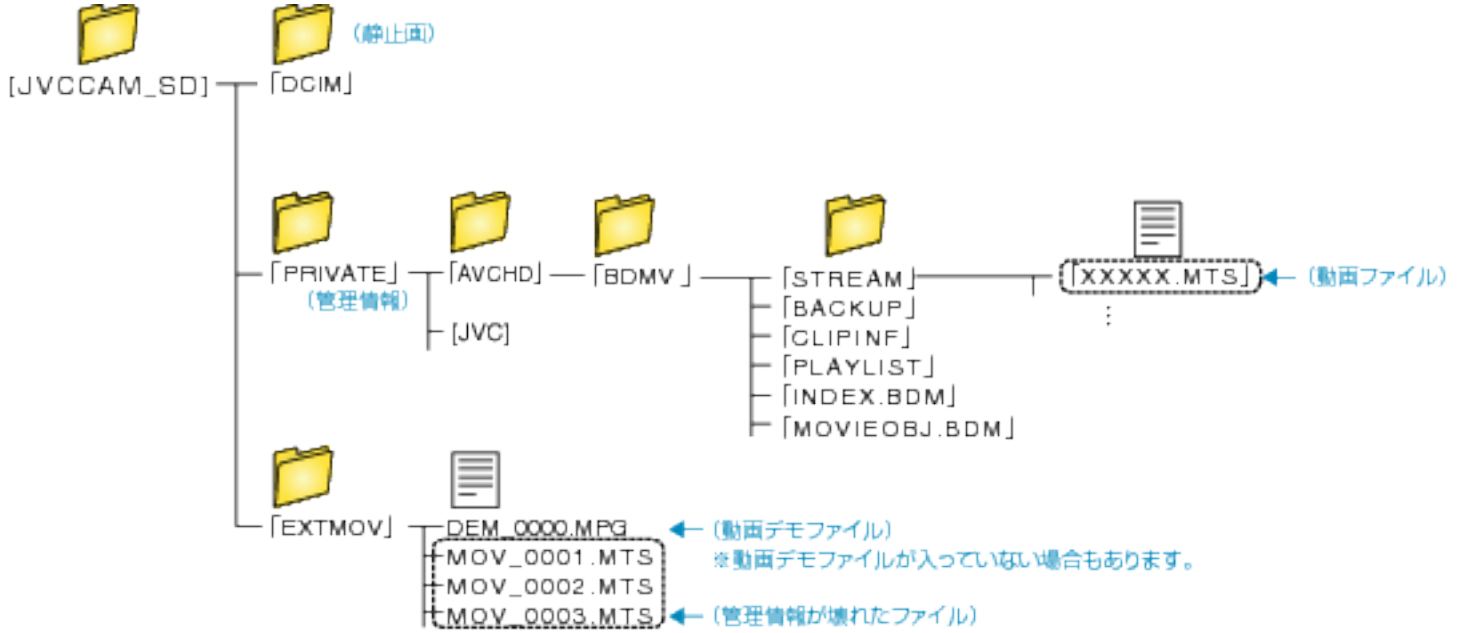 (静止画)
[JVCCAM_SD]
「DCIM」
「PRIVATE」
(管理情報)
「AVCHD」
[JVC]
「BDMV 」
「STREAM」
「BACKUP」
「CLIPINF」
「PLAYLIST」
「INDEX.BDM」
「MOVIEOBJ.BDM」
「XXXXX.MTS」
(動画ファイル)
⋮
「EXTMOV」
DEM_0000.MPG
(動画デモファイル)
※動画デモファイルが入っていない場合もあります。
MOV_0001.MTS
MOV_0002.MTS
MOV_0003.MTS
(管理情報が壊れたファイル)